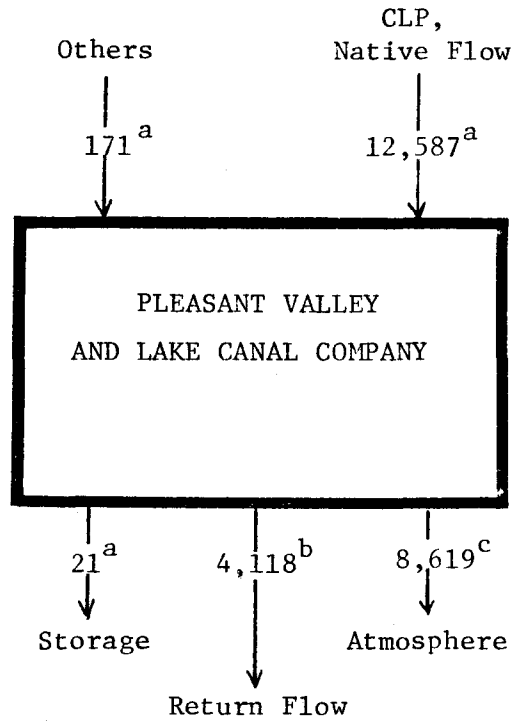 CLP,
Others Native Flow
171a 12,587a
PLEASANT VALLEY
AND LAKE CANAL COMPANY
21a 4,118b 8,619c
Storage Atmosphere
Return Flow